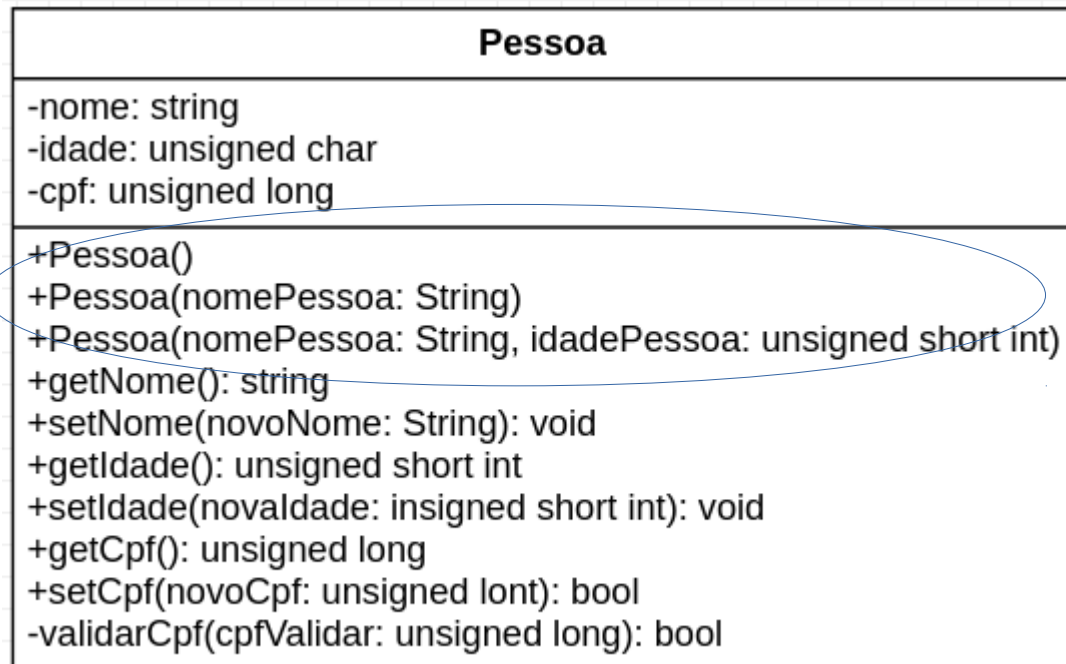 Pessoa
-nome: string
-idade: unsigned char
-cpf: unsigned long
+Pessoa()
+Pessoa(nomePessoa: String)
+Pessoa(nomePessoa: String, idadePessoa: unsigned short int)
+getNome(): string
+setNome(novoNome: String): void
+getIdade(): unsigned short int
+setIdade(novaIdade: insigned short int): void
+getCpf(): unsigned long
+setCpf(novoCpf: unsigned lont): bool
-validarCpf(cpfValidar: unsigned long): bool